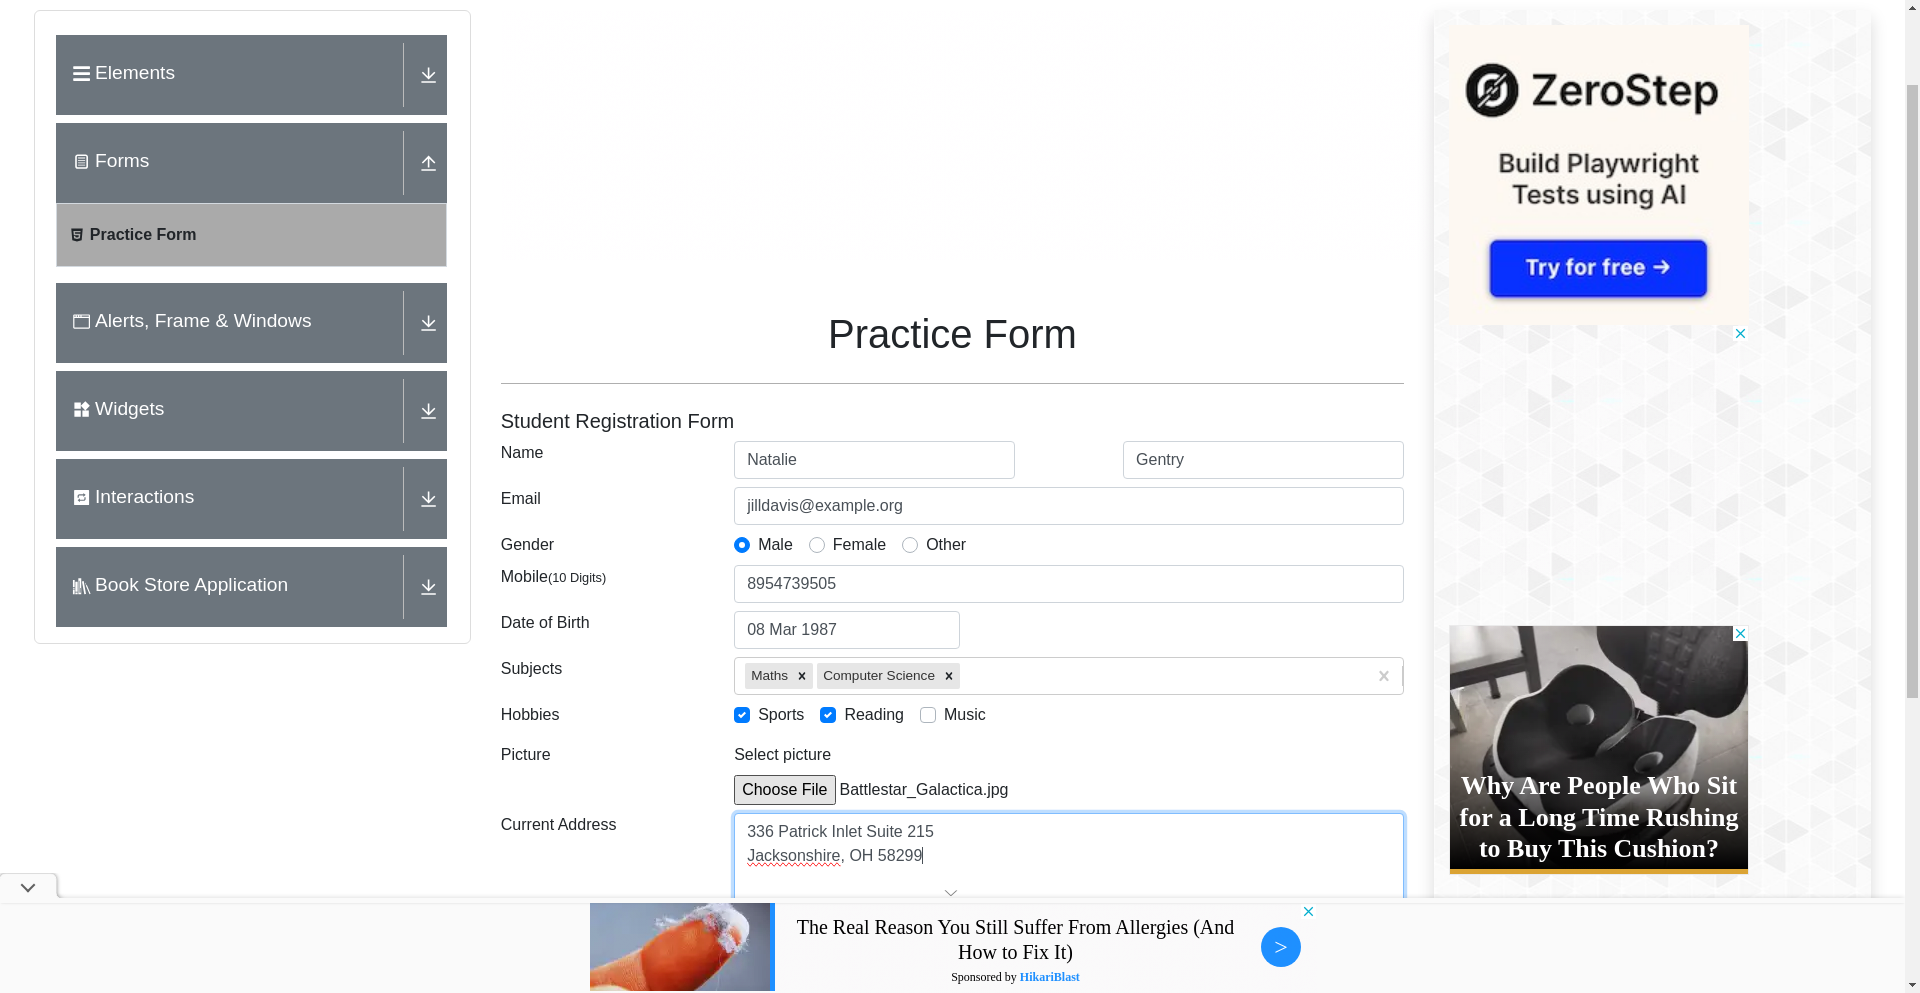 Elements
Forms
Practice Form
Alerts, Frame & Windows
Widgets
Interactions
Book Store Application
Practice Form
Student Registration Form
Name
Natalie
Gentry
Email
jilldavis@example.org
Gender
Male
Female
Other
Mobile(10 Digits)
8954739505
Date of Birth
08 Mar 1987
Subjects
Maths
Computer Science
Hobbies
Sports
Reading
Music
Picture
Select picture
Choose File
Battlestar_Galactica.jpg
Current Address
336 Patrick Inlet Suite 215
Jacksonshire, OH 58299
ZeroStep
Build Playwright
Tests using AI
Try for free →
Why Are People Who Sit
for a Long Time Rushing
to Buy This Cushion?
The Real Reason You Still Suffer From Allergies (And
How to Fix It)
Sponsored by HikariBlast
>